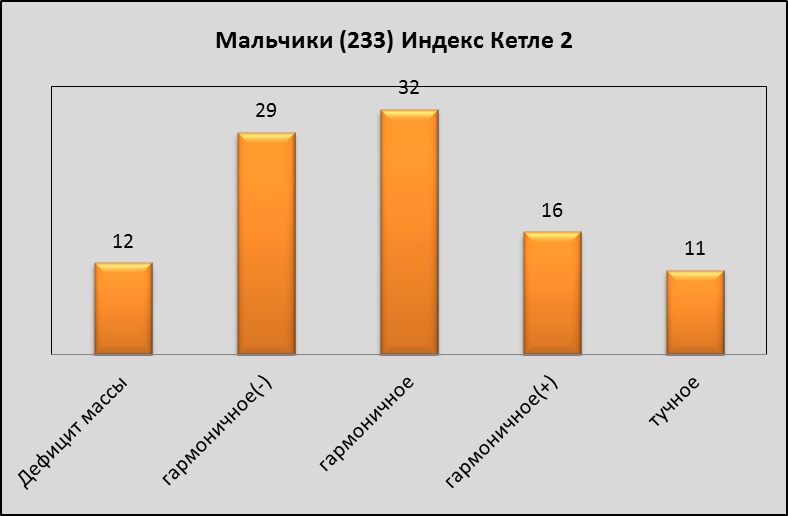 Мальчики (233) Индекс Кетле 2
32
29
16
12
11
Дефицит массы
гармоничное(-)
гармоничное
гармоничное(+)
тучное